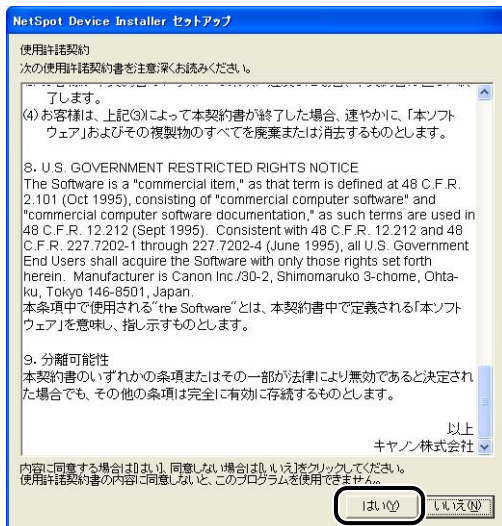 NetSpot Device Installer セットアップ
使用許諾契約
次の使用許諾契約書を注意深くお読みください。
了します。
(4)お客様は、上記(3)によって本契約書が終了した場合、速やかに、「本ソフト
ウェア」およびその複製物のすべてを廃棄または消去するものとします。
8. U.S. GOVERNMENT RESTRICTED RIGHTS NOTICE
The Software is a "commercial item," as that term is defined at 48 C.F.R.
2.101 (Oct 1995), consisting of "commercial computer software" and
"commercial computer software documentation," as such terms are used in
48 C.F.R. 12.212 (Sept 1995). Consistent with 48 C.F.R. 12.212 and 48
C.F.R. 227.7202-1 through 227.7202-4 (June 1995), all U.S. Government
End Users shall acquire the Software with only those rights set forth
herein. Manufacturer is Canon Inc./30-2, Shimomaruko 3-chome, Ohta-
ku, Tokyo 146-8501, Japan.
本条項中で使用される"the Software"とは、本契約書中で定義される「本ソフト
ウェア」を意味し、指し示すものとします。
9. 分離可能性
本契約書のいずれかの条項またはその一部が法律により無効であると決定され
た場合でも、その他の条項は完全に有効に存続するものとします。
以上
キヤノン株式会社
内容に同意する場合は[はい]、同意しない場合は[いいえ]をクリックしてください。
使用許諾契約書の内容に同意しないと、このプログラムを使用できません。
はい(Y)
いいえ(N)